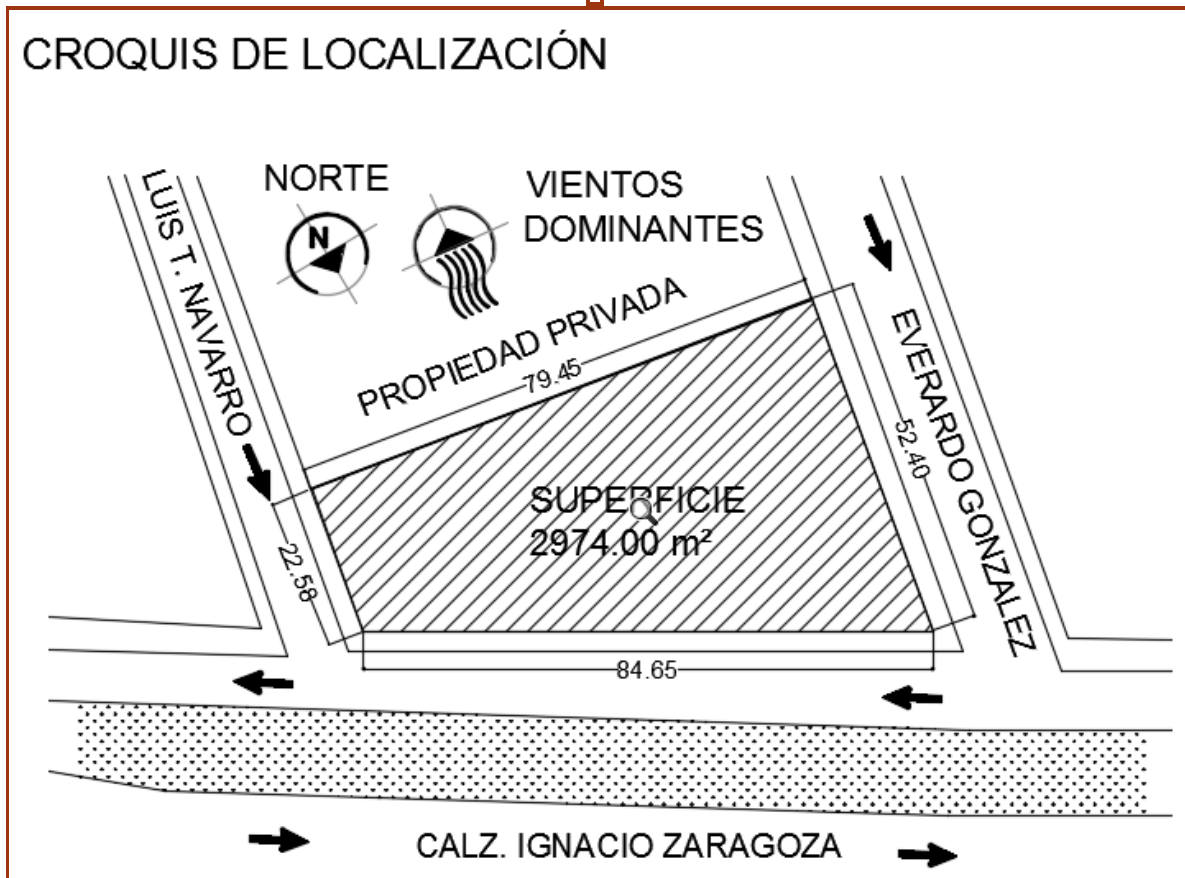 CROQUIS DE LOCALIZACIÓN
NORTE
N
VIENTOS
DOMINANTES
LUIS T. NAVARRO
PROPIEDAD PRIVADA
79.45
EVERARDO GONZALEZ
52.40
SUPERFICIE
2974.00 m²
22.58
84.65
CALZ. IGNACIO ZARAGOZA